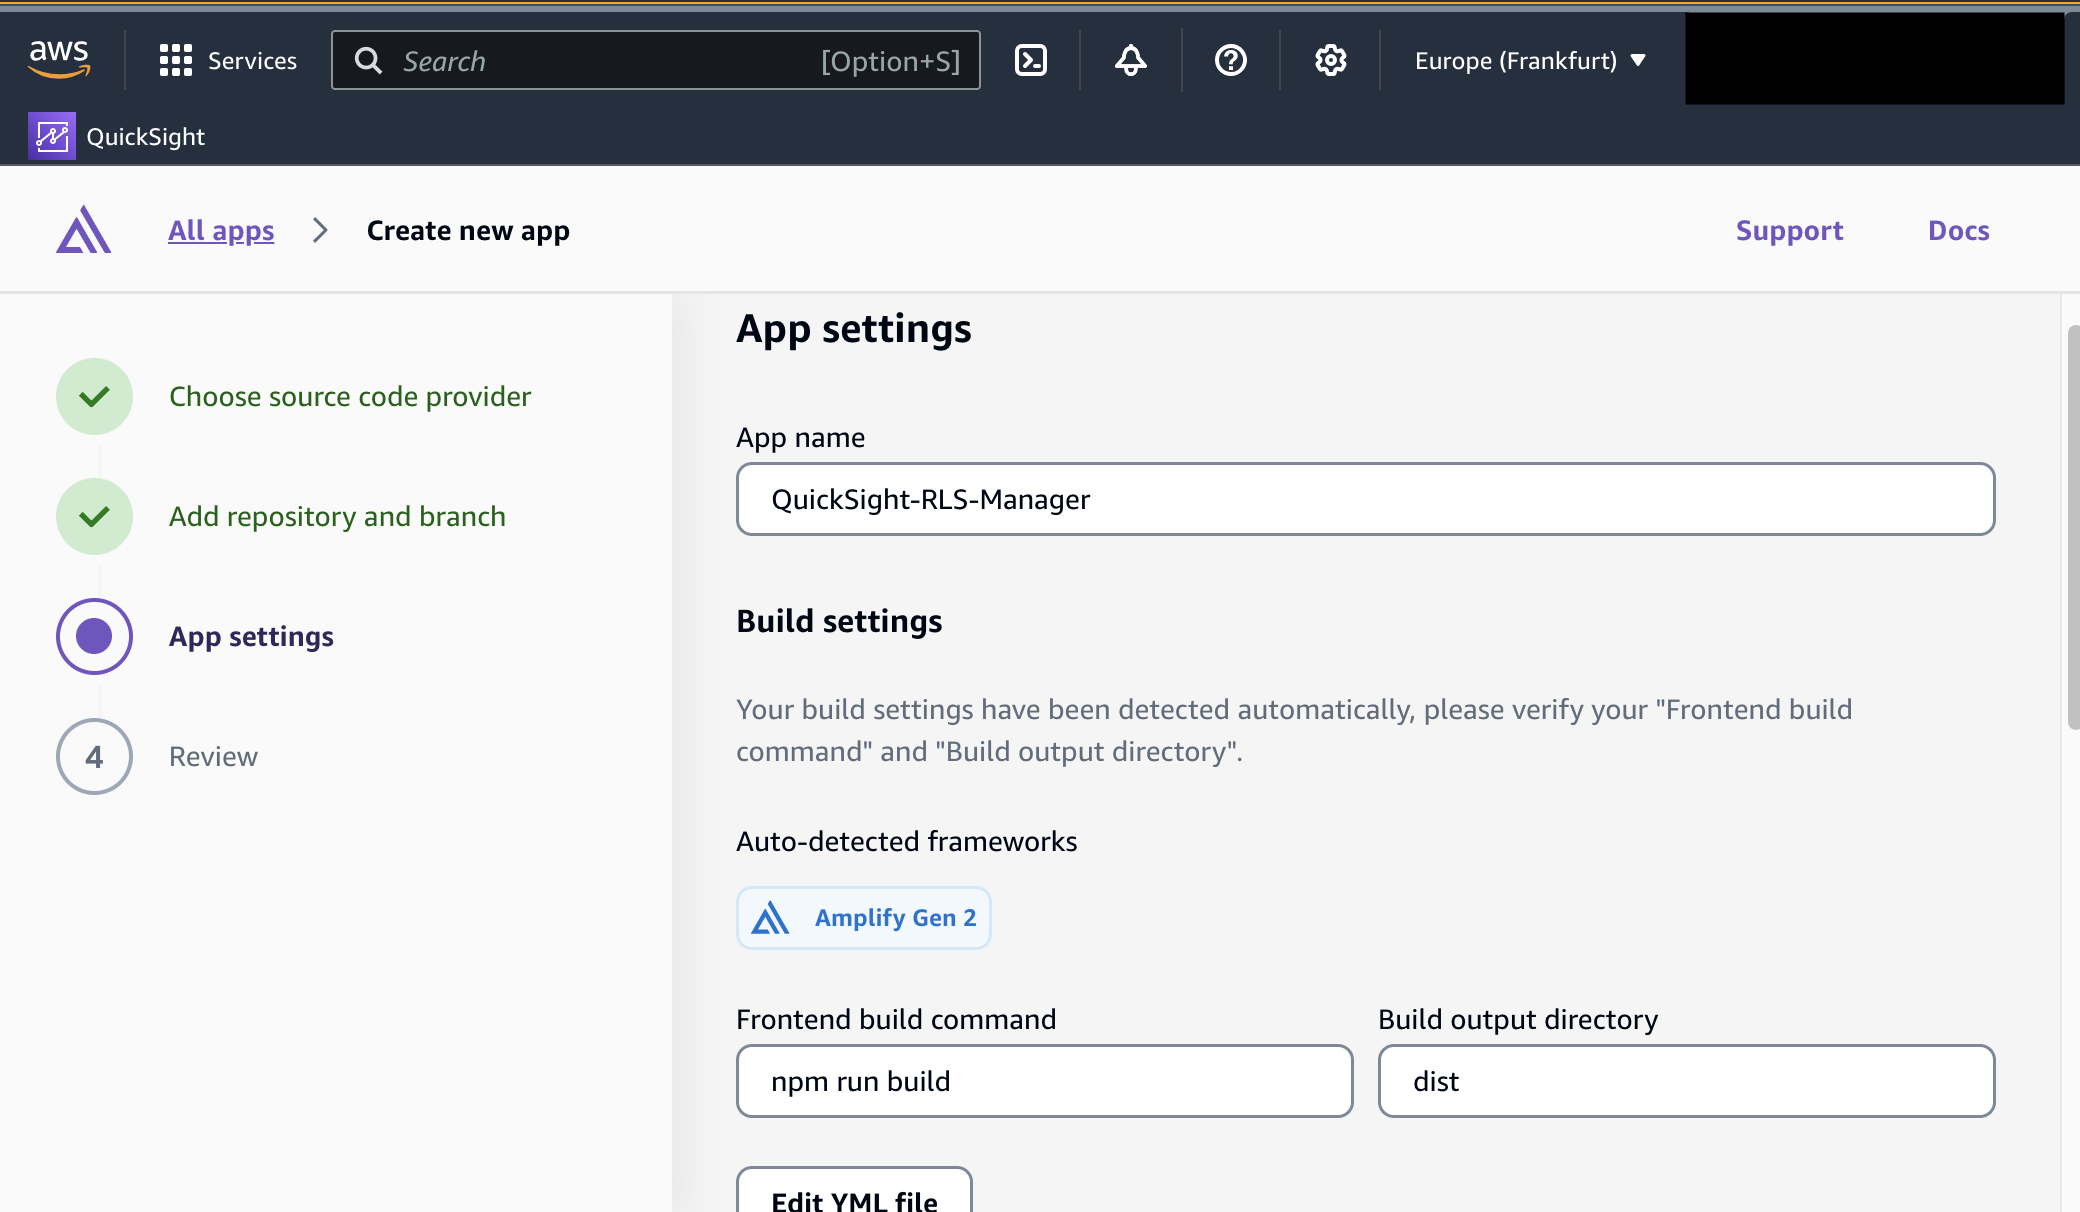 aws
Services
Search
[Option+S]
Europe (Frankfurt)
QuickSight
All apps
Create new app
Support
Docs
Choose source code provider
Add repository and branch
App settings
4
Review
App settings
App name
QuickSight-RLS-Manager
Build settings
Your build settings have been detected automatically, please verify your "Frontend build
command" and "Build output directory".
Auto-detected frameworks
Amplify Gen 2
Frontend build command
Build output directory
npm run build
dist
Edit YML file